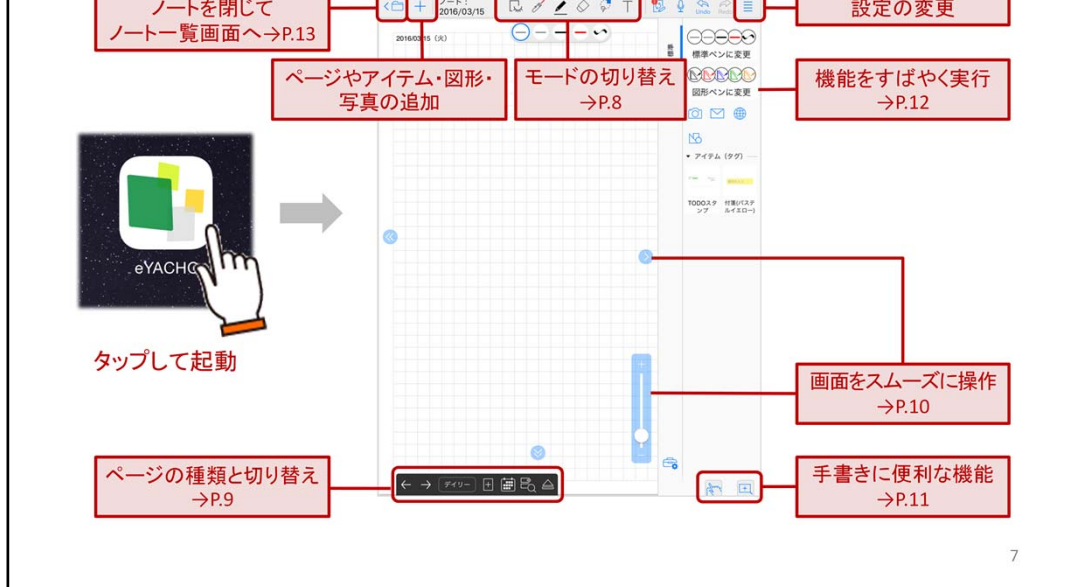 ノートを閉じて
ノート一覧画面へ→P.13
ノート:
2016/03/15
T
Undo
設定の変更
2016/03/15 (火)
ページやアイテム・図形・
写真の追加
モードの切り替え
→P.8
標準ペンに変更
図形ペンに変更
機能をすばやく実行
→P.12
アイテム (タグ)
TODOスタ
ンプ
付箋(パステ
ルイエロー)
eYACHO
タップして起動
画面をスムーズに操作
→P.10
ページの種類と切り替え
→P.9
デイリー
手書きに便利な機能
→P.11
7